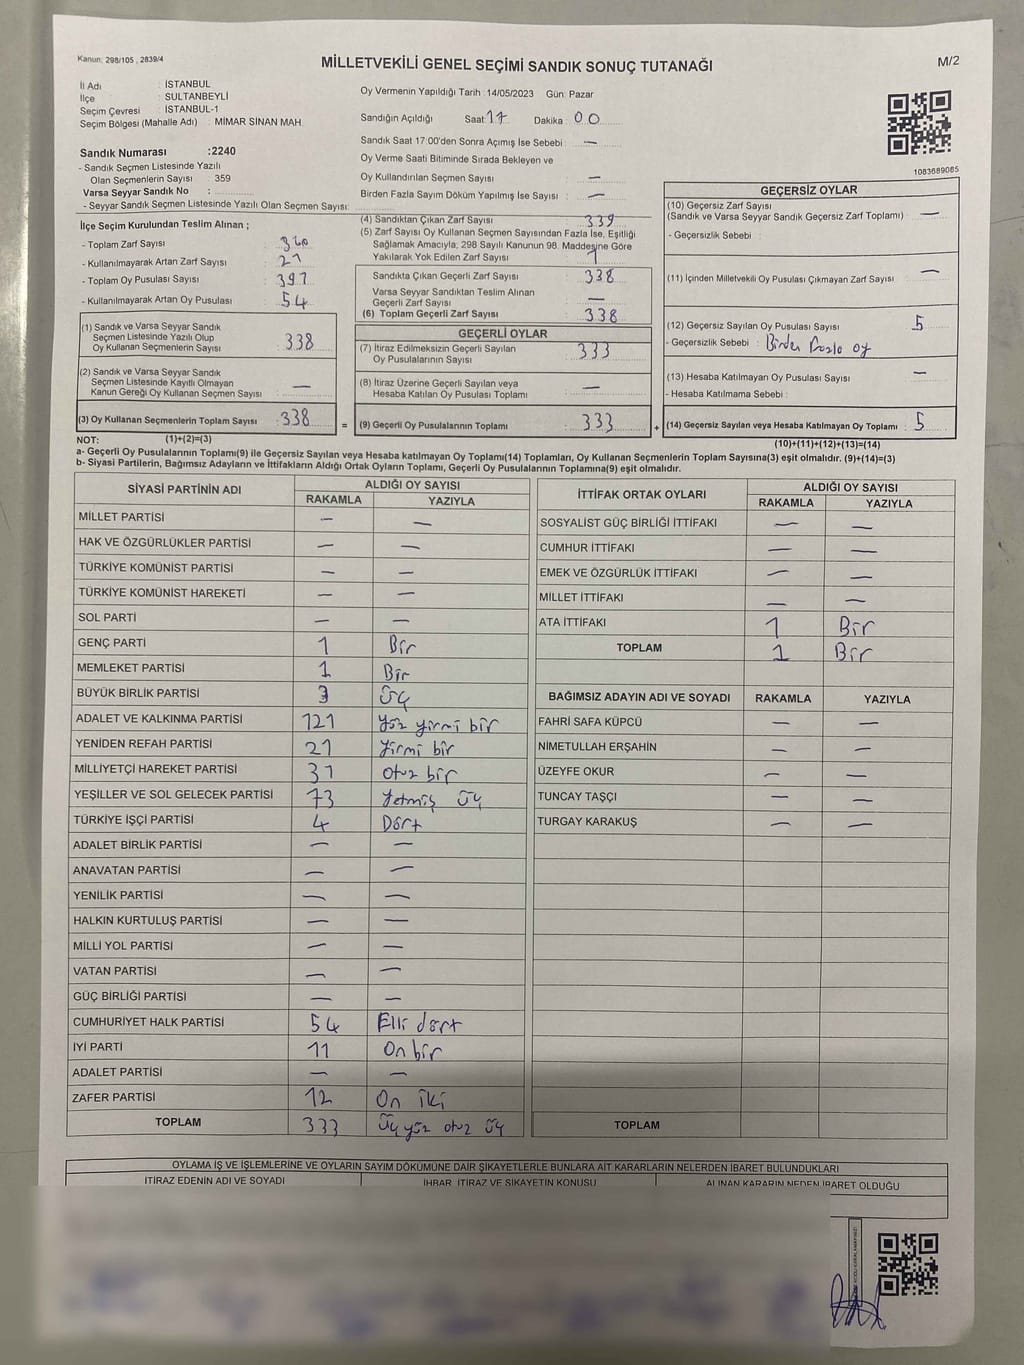 Kanun: 298/105 , 2839/4
MİLLETVEKİLİ GENEL SEÇİMİ SANDIK SONUÇ TUTANAĞI
M/2
İl Adı : İSTANBUL
İlçe : SULTANBEYLİ
Seçim Çevresi : İSTANBUL-1
Seçim Bölgesi (Mahalle Adı) : MİMAR SİNAN MAH.
Sandık Numarası :2240
- Sandık Seçmen Listesinde Yazılı
Olan Seçmenlerin Sayısı : 359
Varsa Seyyar Sandık No :
- Seyyar Sandık Seçmen Listesinde Yazılı Olan Seçmen Sayısı:
İlçe Seçim Kurulundan Teslim Alınan ;
- Toplam Zarf Sayısı : 360
- Kullanılmayarak Artan Zarf Sayısı : 21
- Toplam Oy Pusulası Sayısı : 391
- Kullanılmayarak Artan Oy Pusulası : 54
(1) Sandık ve Varsa Seyyar Sandık
Seçmen Listesinde Yazılı Olup
Oy Kullanan Seçmenlerin Sayısı : 338
(2) Sandık ve Varsa Seyyar Sandık
Seçmen Listesinde Kayıtlı Olmayan
Kanun Gereği Oy Kullanan Seçmen Sayısı : —
(3) Oy Kullanan Seçmenlerin Toplam Sayısı : 338
Oy Vermenin Yapıldığı Tarih : 14/05/2023 Gün: Pazar
Sandığın Açıldığı Saat: 17 Dakika : 00
Sandık Saat 17:00'den Sonra Açımış İse Sebebi : —
Oy Verme Saati Bitiminde Sırada Bekleyen ve
Oy Kullandırılan Seçmen Sayısı : —
Birden Fazla Sayım Döküm Yapılmış İse Sayısı : —
(4) Sandıktan Çıkan Zarf Sayısı : 339
(5) Zarf Sayısı Oy Kullanan Seçmen Sayısından Fazla İse, Eşitliği
Sağlamak Amacıyla; 298 Sayılı Kanunun 98. Maddesine Göre
Yakılarak Yok Edilen Zarf Sayısı : 1
Sandıkta Çıkan Geçerli Zarf Sayısı : 338
Varsa Seyyar Sandıktan Teslim Alınan
Geçerli Zarf Sayısı : —
(6) Toplam Geçerli Zarf Sayısı : 338
GEÇERLİ OYLAR
(7) İtiraz Edilmeksizin Geçerli Sayılan
Oy Pusulalarının Sayısı : 333
(8) İtiraz Üzerine Geçerli Sayılan veya
Hesaba Katılan Oy Pusulası Toplamı : —
= (9) Geçerli Oy Pusulalarının Toplamı : 333 +
1083689085
GEÇERSİZ OYLAR
(10) Geçersiz Zarf Sayısı
(Sandık ve Varsa Seyyar Sandık Geçersiz Zarf Toplamı) : —
- Geçersizlik Sebebi :
(11) İçinden Milletvekili Oy Pusulası Çıkmayan Zarf Sayısı : —
(12) Geçersiz Sayılan Oy Pusulası Sayısı : 5
- Geçersizlik Sebebi : Birden fazla oy
(13) Hesaba Katılmayan Oy Pusulası Sayısı : —
- Hesaba Katılmama Sebebi :
(14) Geçersiz Sayılan veya Hesaba Katılmayan Oy Toplamı : 5
NOT: (1)+(2)=(3)
(10)+(11)+(12)+(13)=(14)
a- Geçerli Oy Pusulasının Toplamı(9) ile Geçersiz Sayılan veya Hesaba katılmayan Oy Toplamı(14) Toplamları, Oy Kullanan Seçmenlerin Toplam Sayısına(3) eşit olmalıdır. (9)+(14)=(3)
b- Siyasi Partilerin, Bağımsız Adayların ve İttifakların Aldığı Ortak Oyların Toplamı, Geçerli Oy Pusulalarının Toplamına(9) eşit olmalıdır.
SİYASİ PARTİNİN ADI ALDIĞI OY SAYISI
RAKAMLA YAZIYLA
MİLLET PARTİSİ — —
HAK VE ÖZGÜRLÜKLER PARTİSİ — —
TÜRKİYE KOMÜNİST PARTİSİ — —
TÜRKİYE KOMÜNİST HAREKETİ — —
SOL PARTİ — —
GENÇ PARTİ 1 Bir
MEMLEKET PARTİSİ 1 Bir
BÜYÜK BİRLİK PARTİSİ 3 Üç
ADALET VE KALKINMA PARTİSİ 121 Yüz yirmi bir
YENİDEN REFAH PARTİSİ 21 Yirmi bir
MİLLİYETÇİ HAREKET PARTİSİ 31 Otuz bir
YEŞİLLER VE SOL GELECEK PARTİSİ 73 Yetmiş Üç
TÜRKİYE İŞÇİ PARTİSİ 4 Dört
ADALET BİRLİK PARTİSİ — —
ANAVATAN PARTİSİ — —
YENİLİK PARTİSİ — —
HALKIN KURTULUŞ PARTİSİ — —
MİLLİ YOL PARTİSİ — —
VATAN PARTİSİ — —
GÜÇ BİRLİĞİ PARTİSİ — —
CUMHURİYET HALK PARTİSİ 54 Elli dört
İYİ PARTİ 11 On bir
ADALET PARTİSİ — —
ZAFER PARTİSİ 12 On iki
TOPLAM 333 Üç yüz otuz üç
İTTİFAK ORTAK OYLARI ALDIĞI OY SAYISI
RAKAMLA YAZIYLA
SOSYALİST GÜÇ BİRLİĞİ İTTİFAKI — —
CUMHUR İTTİFAKI — —
EMEK VE ÖZGÜRLÜK İTTİFAKI — —
MİLLET İTTİFAKI — —
ATA İTTİFAKI 1 Bir
TOPLAM 1 Bir
BAĞIMSIZ ADAYIN ADI VE SOYADI RAKAMLA YAZIYLA
FAHRİ SAFA KÜPCÜ — —
NİMETULLAH ERŞAHİN — —
ÜZEYFE OKUR — —
TUNCAY TAŞÇI — —
TURGAY KARAKUŞ — —
TOPLAM
OYLAMA İŞ VE İŞLEMLERİNE VE OYLARIN SAYIM DÖKÜMÜNE DAİR ŞİKAYETLERLE BUNLARA AİT KARARLARIN NELERDEN İBARET BULUNDUKLARI
İTİRAZ EDENİN ADI VE SOYADI İHBAR, İTİRAZ VE ŞİKAYETİN KONUSU ALINAN KARARIN NEDEN İBARET OLDUĞU